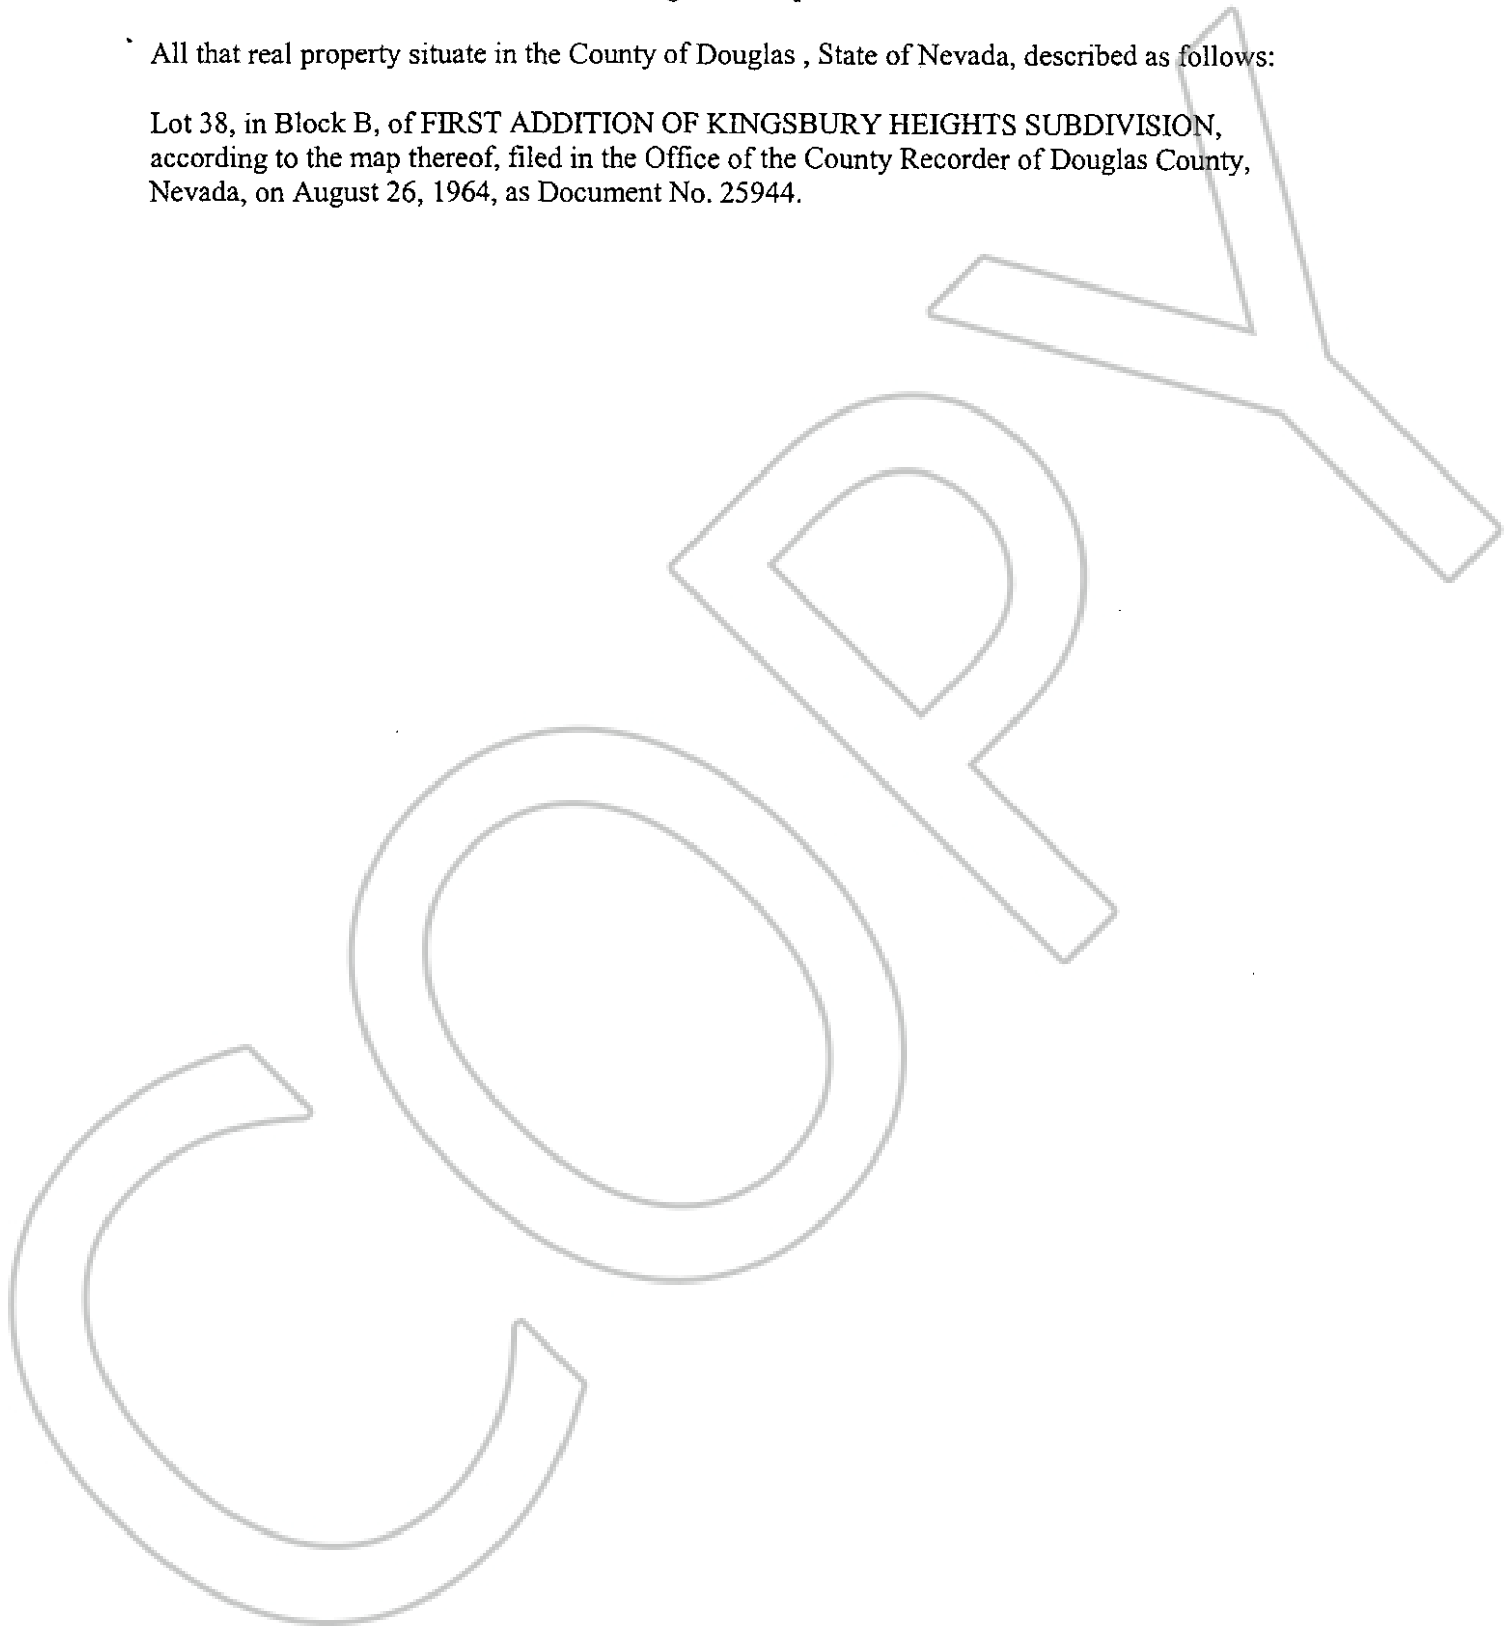 All that real property situate in the County of Douglas , State of Nevada, described as follows:
Lot 38, in Block B, of FIRST ADDITION OF KINGSBURY HEIGHTS SUBDIVISION,
according to the map thereof, filed in the Office of the County Recorder of Douglas County,
Nevada, on August 26, 1964, as Document No. 25944.
COPY